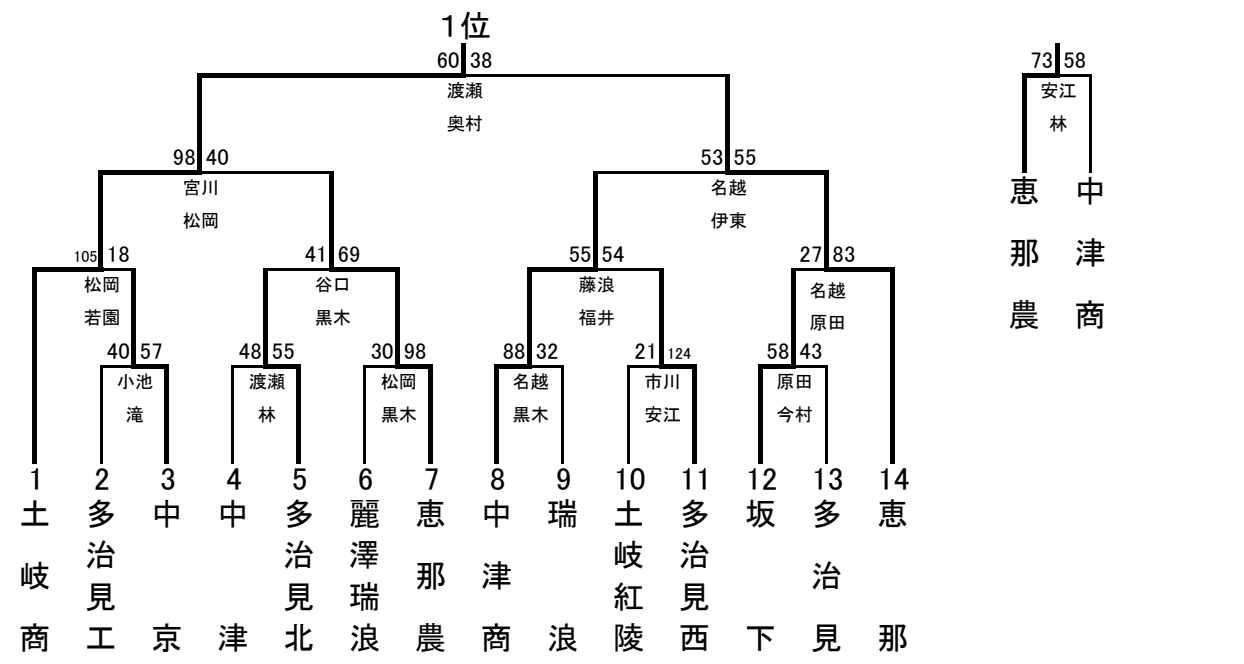 1位
60 38
渡瀬
奥村
73 58
安江
林
恵那農
中津商
98 40
宮川
松岡
53 55
名越
伊東
105 18
松岡
若園
41 69
谷口
黒木
55 54
藤浪
福井
27 83
名越
原田
40 57
小池
滝
48 55
渡瀬
林
30 98
松岡
黒木
88 32
名越
黒木
21 124
市川
安江
58 43
原田
今村
1 2 3 4 5 6 7 8 9 10 11 12 13 14
土岐商
多治見工
中京
中津
多治見北
麗澤瑞浪
恵那農
中津商
瑞浪
土岐紅陵
多治見西
坂下
多治見
恵那